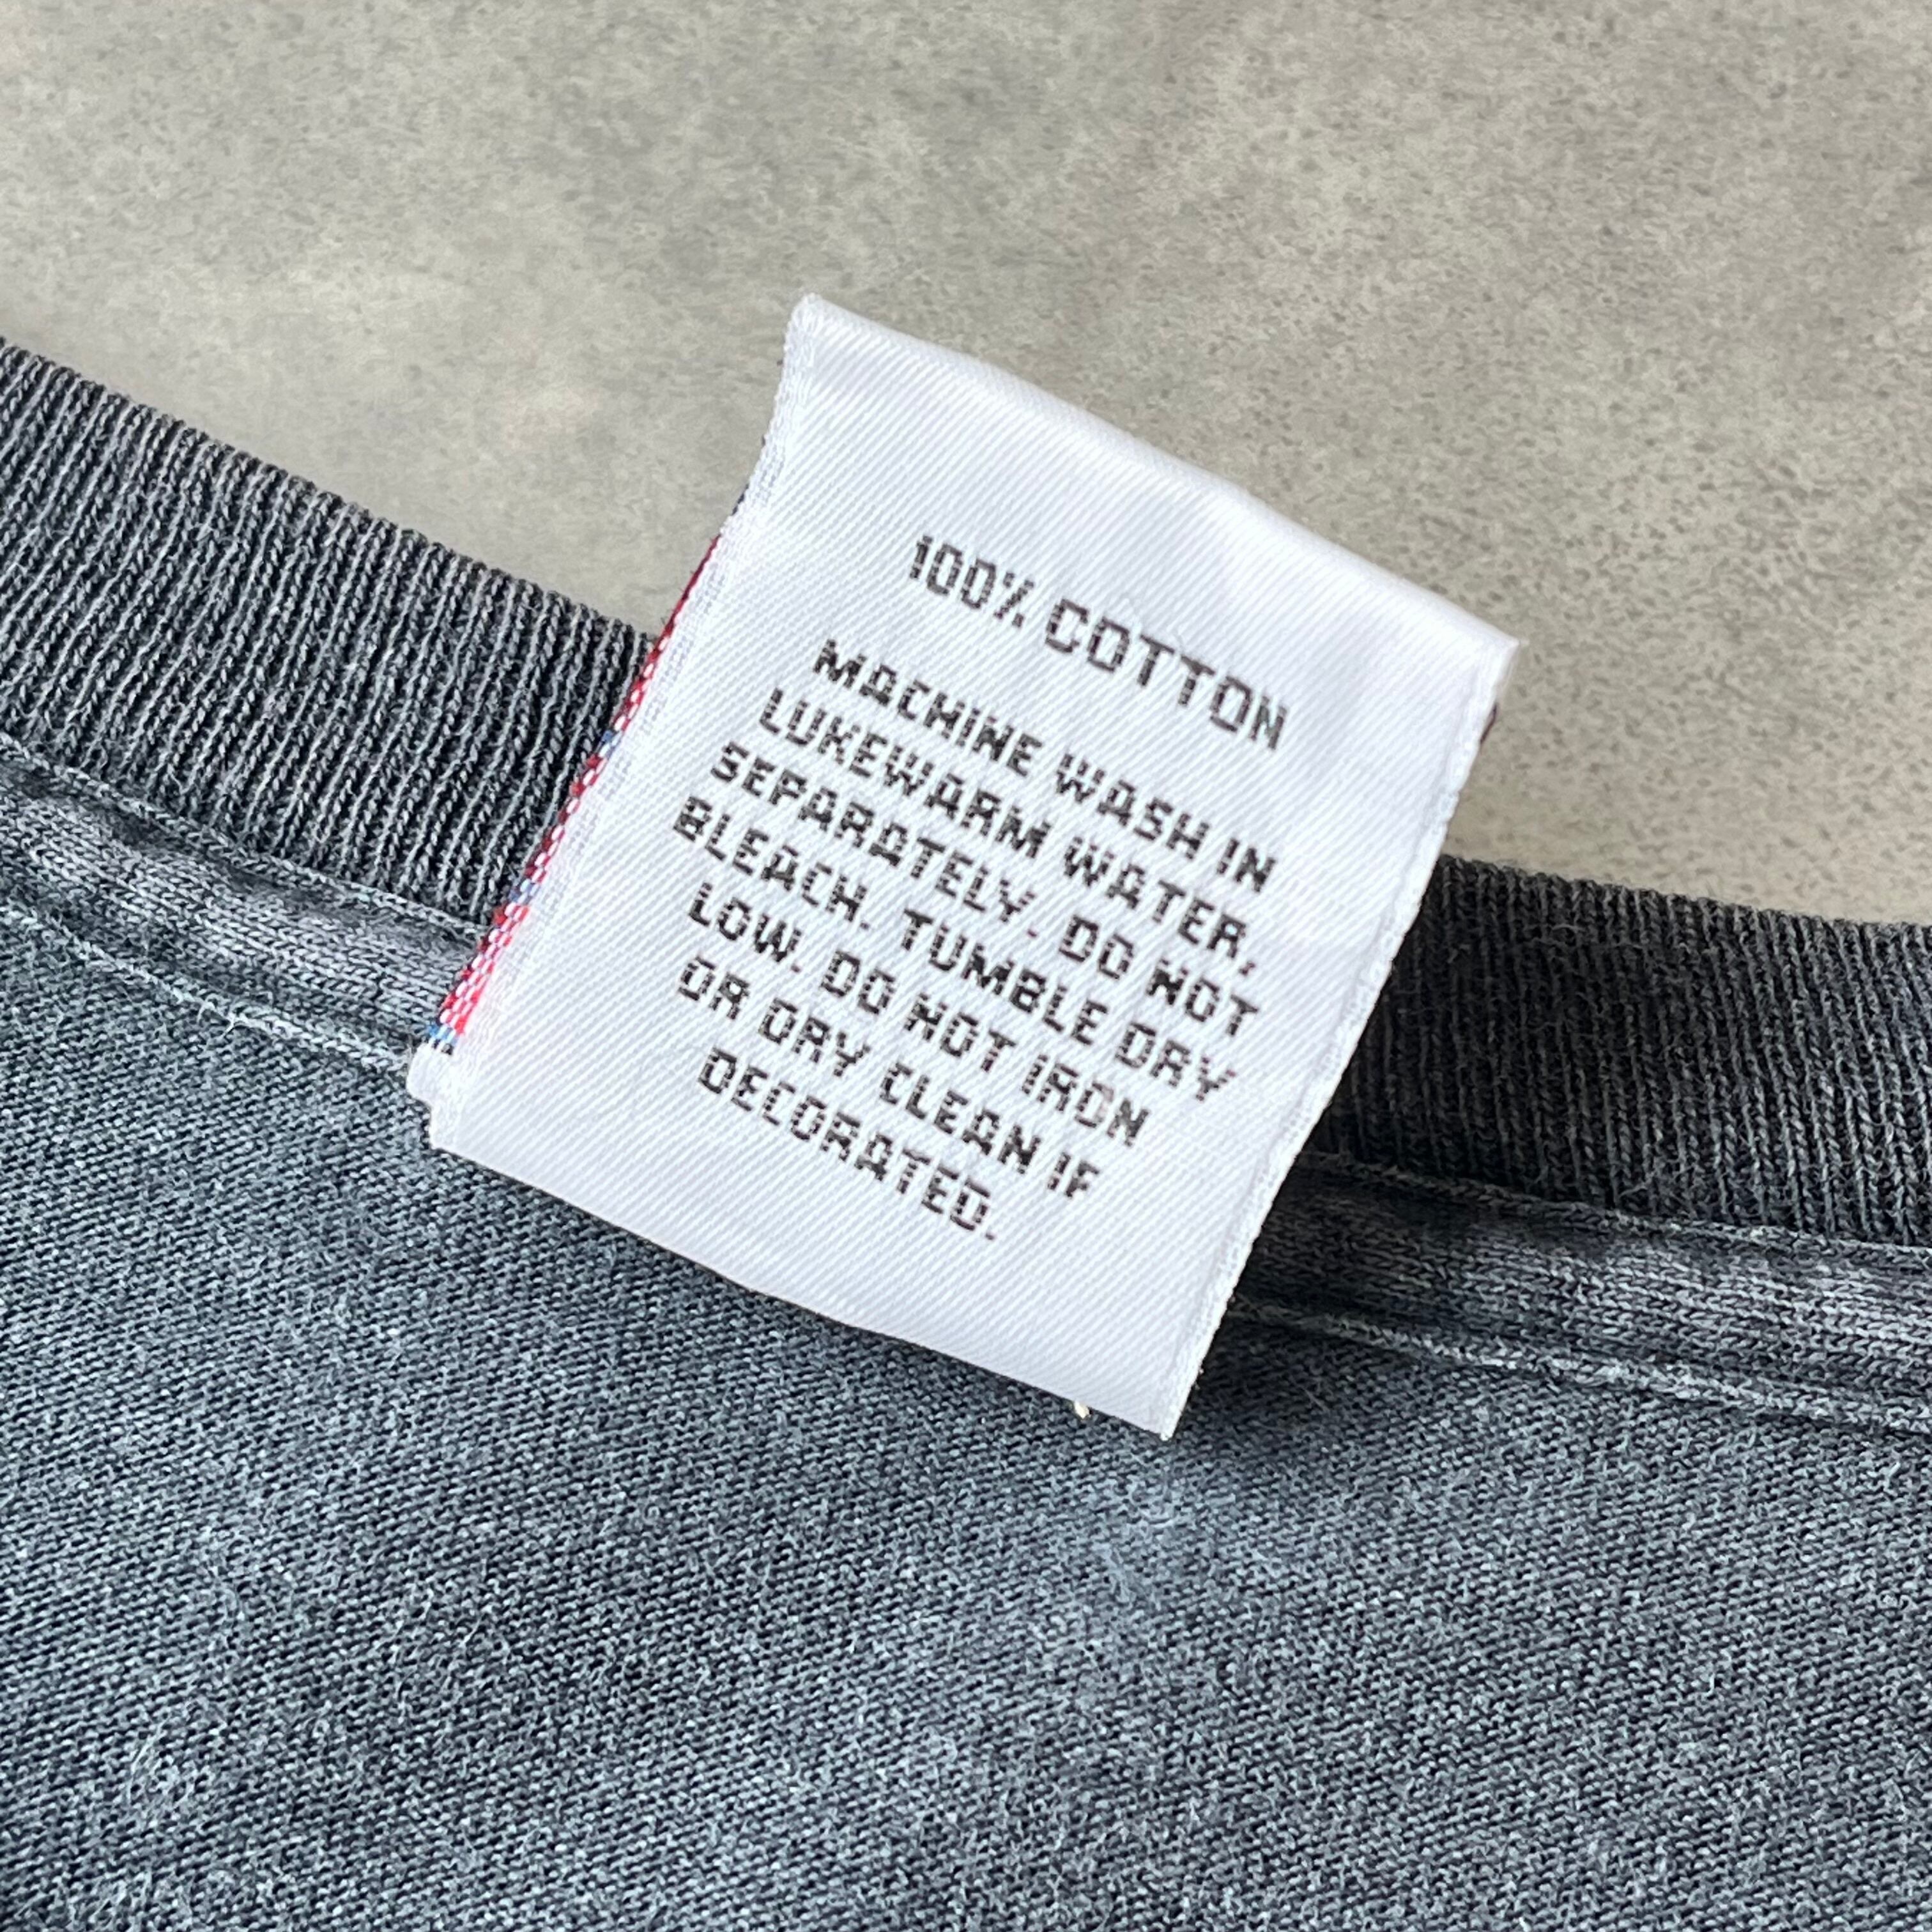 100% COTTON
MACHINE WASH IN
LUKEWARM WATER,
SEPARATELY. DO NOT
BLEACH. TUMBLE DRY
LOW. DO NOT IRON
OR DRY CLEAN IF
DECORATED.